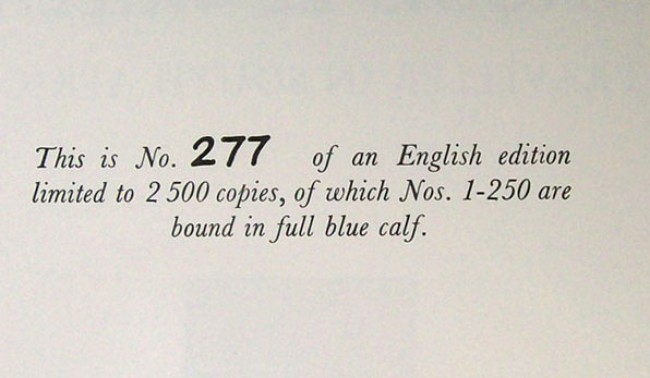 This is No. 277 of an English edition
limited to 2 500 copies, of which Nos. 1-250 are
bound in full blue calf.